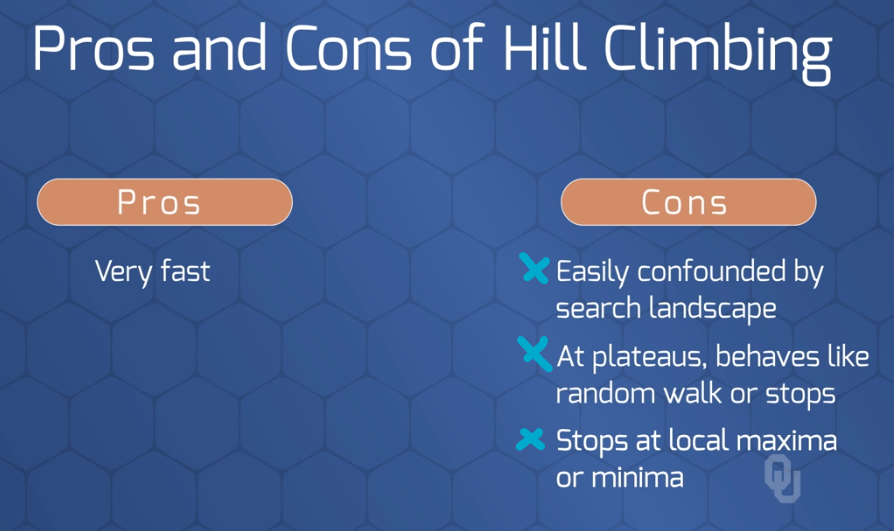 Pros and Cons of Hill Climbing
Pros
Very fast
Cons
Easily confounded by
search landscape
At plateaus, behaves like
random walk or stops
Stops at local maxima
or minima
OU